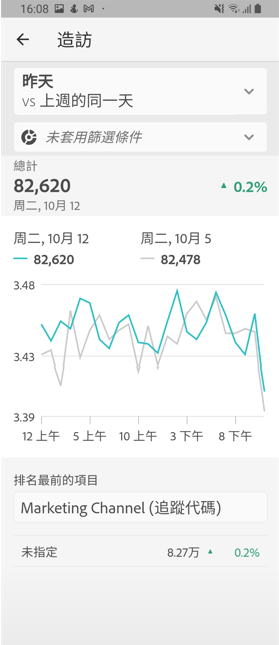 16:08
造訪
昨天
VS 上週的同一天
未套用篩選條件
總計
82,620
0.2%
周二, 10月 12
周二, 10月 12
周二, 10月 5
82,620
82,478
3.48
3.43
3.39
12 上午
5 上午
10 上午
3 下午
8 下午
排名最前的項目
Marketing Channel (追蹤代碼)
未指定
8.27万
0.2%